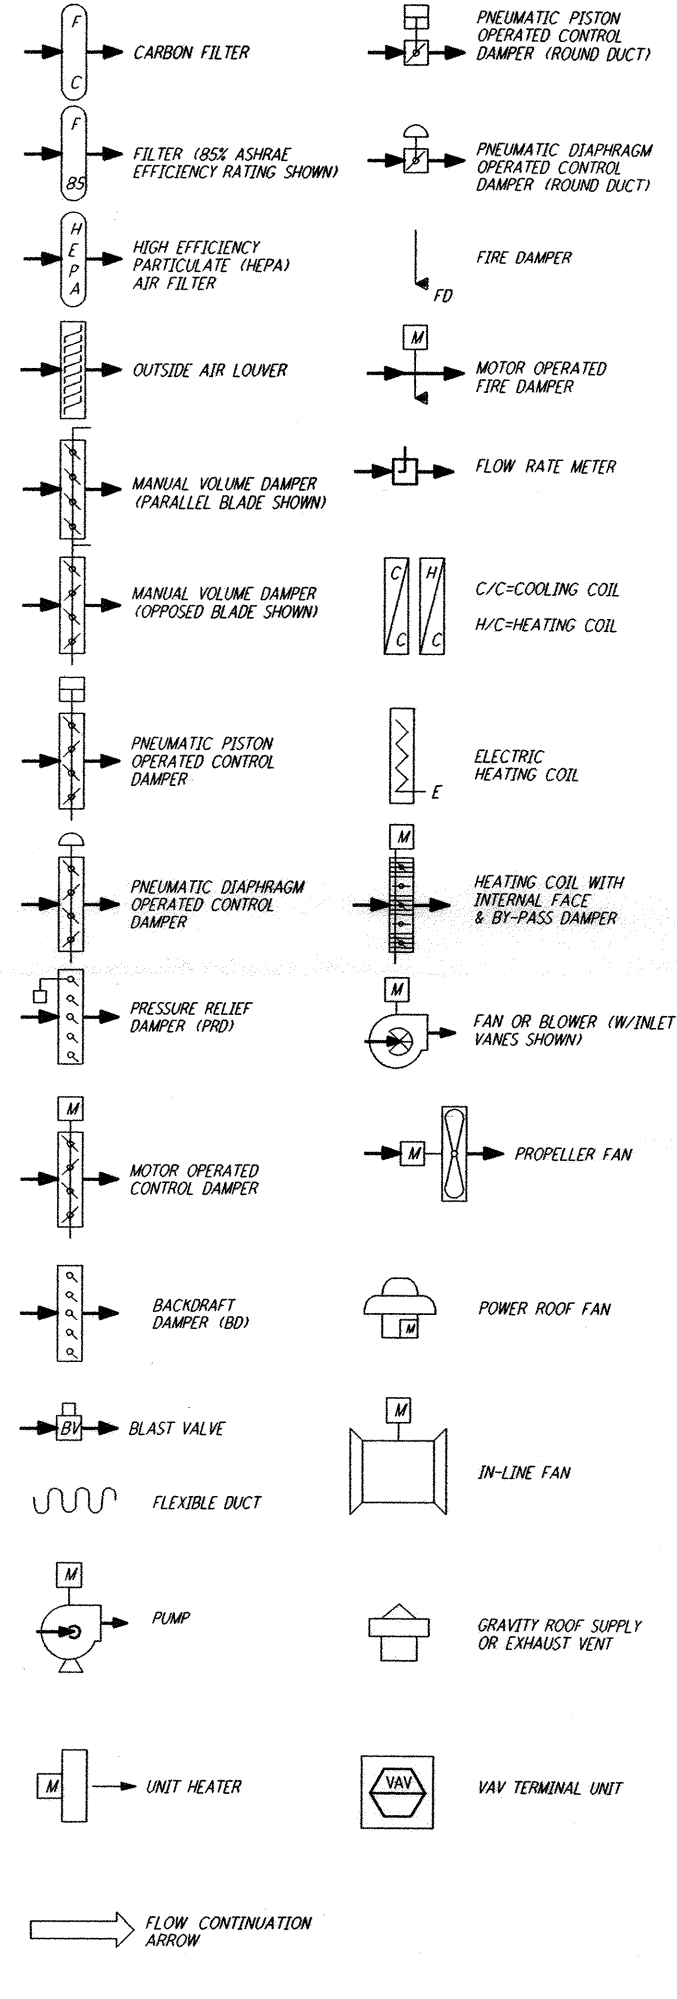 F
C
CARBON FILTER
F
85
FILTER (85% ASHRAE
EFFICIENCY RATING SHOWN)
H
E
P
A
HIGH EFFICIENCY
PARTICULATE (HEPA)
AIR FILTER
OUTSIDE AIR LOUVER
MANUAL VOLUME DAMPER
(PARALLEL BLADE SHOWN)
MANUAL VOLUME DAMPER
(OPPOSED BLADE SHOWN)
PNEUMATIC PISTON
OPERATED CONTROL
DAMPER
PNEUMATIC DIAPHRAGM
OPERATED CONTROL
DAMPER
PRESSURE RELIEF
DAMPER (PRD)
M
MOTOR OPERATED
CONTROL DAMPER
BACKDRAFT
DAMPER (BD)
BV
BLAST VALVE
FLEXIBLE DUCT
M
PUMP
M
UNIT HEATER
FLOW CONTINUATION
ARROW
PNEUMATIC PISTON
OPERATED CONTROL
DAMPER (ROUND DUCT)
PNEUMATIC DIAPHRAGM
OPERATED CONTROL
DAMPER (ROUND DUCT)
FIRE DAMPER
FD
M
MOTOR OPERATED
FIRE DAMPER
FLOW RATE METER
C H
C C
C/C=COOLING COIL
H/C=HEATING COIL
ELECTRIC
HEATING COIL
E
M
HEATING COIL WITH
INTERNAL FACE
& BY-PASS DAMPER
M
FAN OR BLOWER (W/INLET
VANES SHOWN)
M
PROPELLER FAN
POWER ROOF FAN
M
M
IN-LINE FAN
GRAVITY ROOF SUPPLY
OR EXHAUST VENT
VAV
VAV TERMINAL UNIT